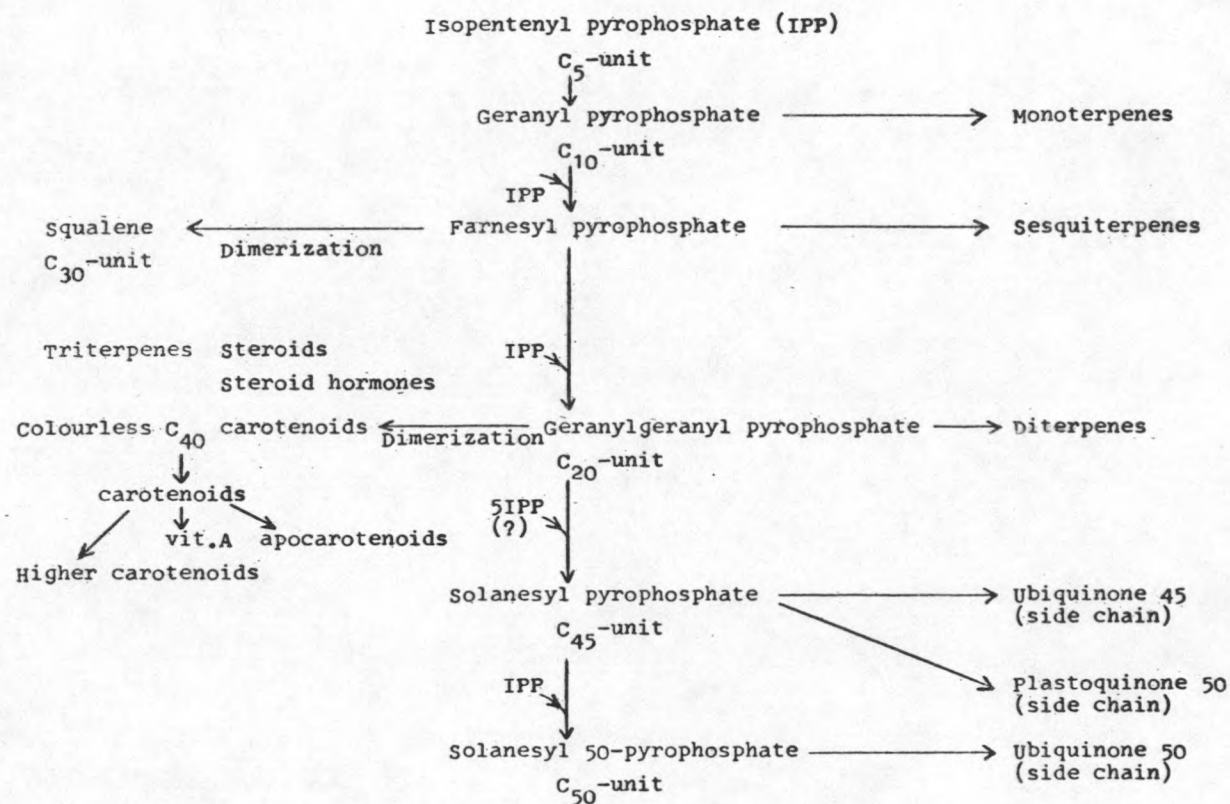 Isopentenyl pyrophosphate (IPP)
C5-unit
Geranyl pyrophosphate Monoterpenes
C10-unit
IPP
Squalene Dimerization Farnesyl pyrophosphate Sesquiterpenes
C30-unit
Triterpenes Steroids IPP
Steroid hormones
Colourless C40 carotenoids Dimerization Geranylgeranyl pyrophosphate Diterpenes
C20-unit
carotenoids 5IPP
(?)
vit.A apocarotenoids
Higher carotenoids
Solanesyl pyrophosphate Ubiquinone 45
(side chain)
C45-unit
IPP Plastoquinone 50
(side chain)
Solanesyl 50-pyrophosphate Ubiquinone 50
(side chain)
C50-unit